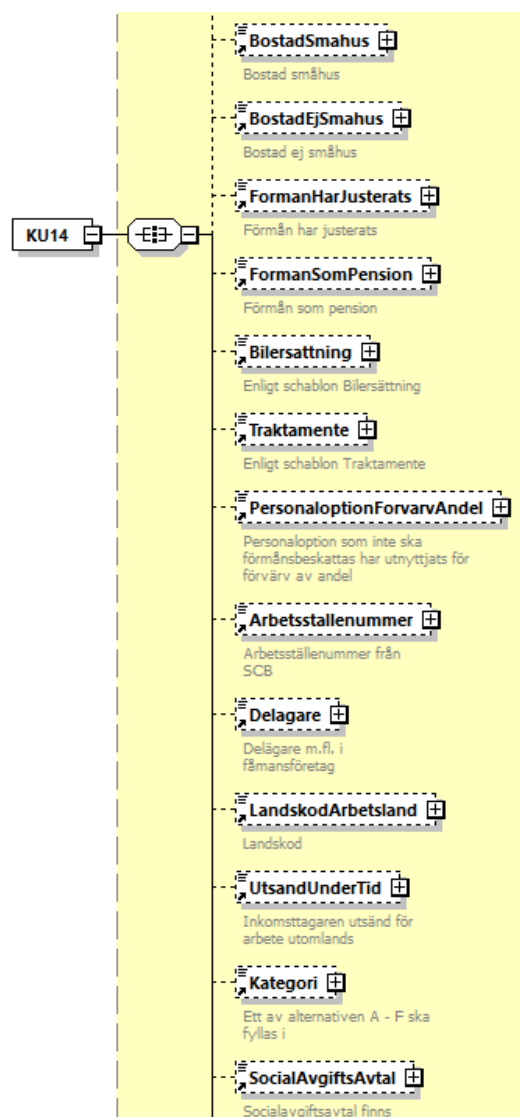 BostadSmahus
Bostad småhus
BostadEjSmahus
Bostad ej småhus
FormanHarJusterats
Förmån har justerats
KU14
FormanSomPension
Förmån som pension
Bilersattning
Enligt schablon Bilersättning
Traktamente
Enligt schablon Traktamente
PersonaloptionForvarvAndel
Personaloption som inte ska
förmånsbeskattas har utnyttjats för
förvärv av andel
Arbetsstallenummer
Arbetsställenummer från
SCB
Delagare
Delägare m.fl. i
fåmansföretag
LandskodArbetsland
Landskod
UtsandUnderTid
Inkomsttagaren utsänd för
arbete utomlands
Kategori
Ett av alternativen A - F ska
fyllas i
SocialAvgiftsAvtal
Socialavgiftsavtal finns